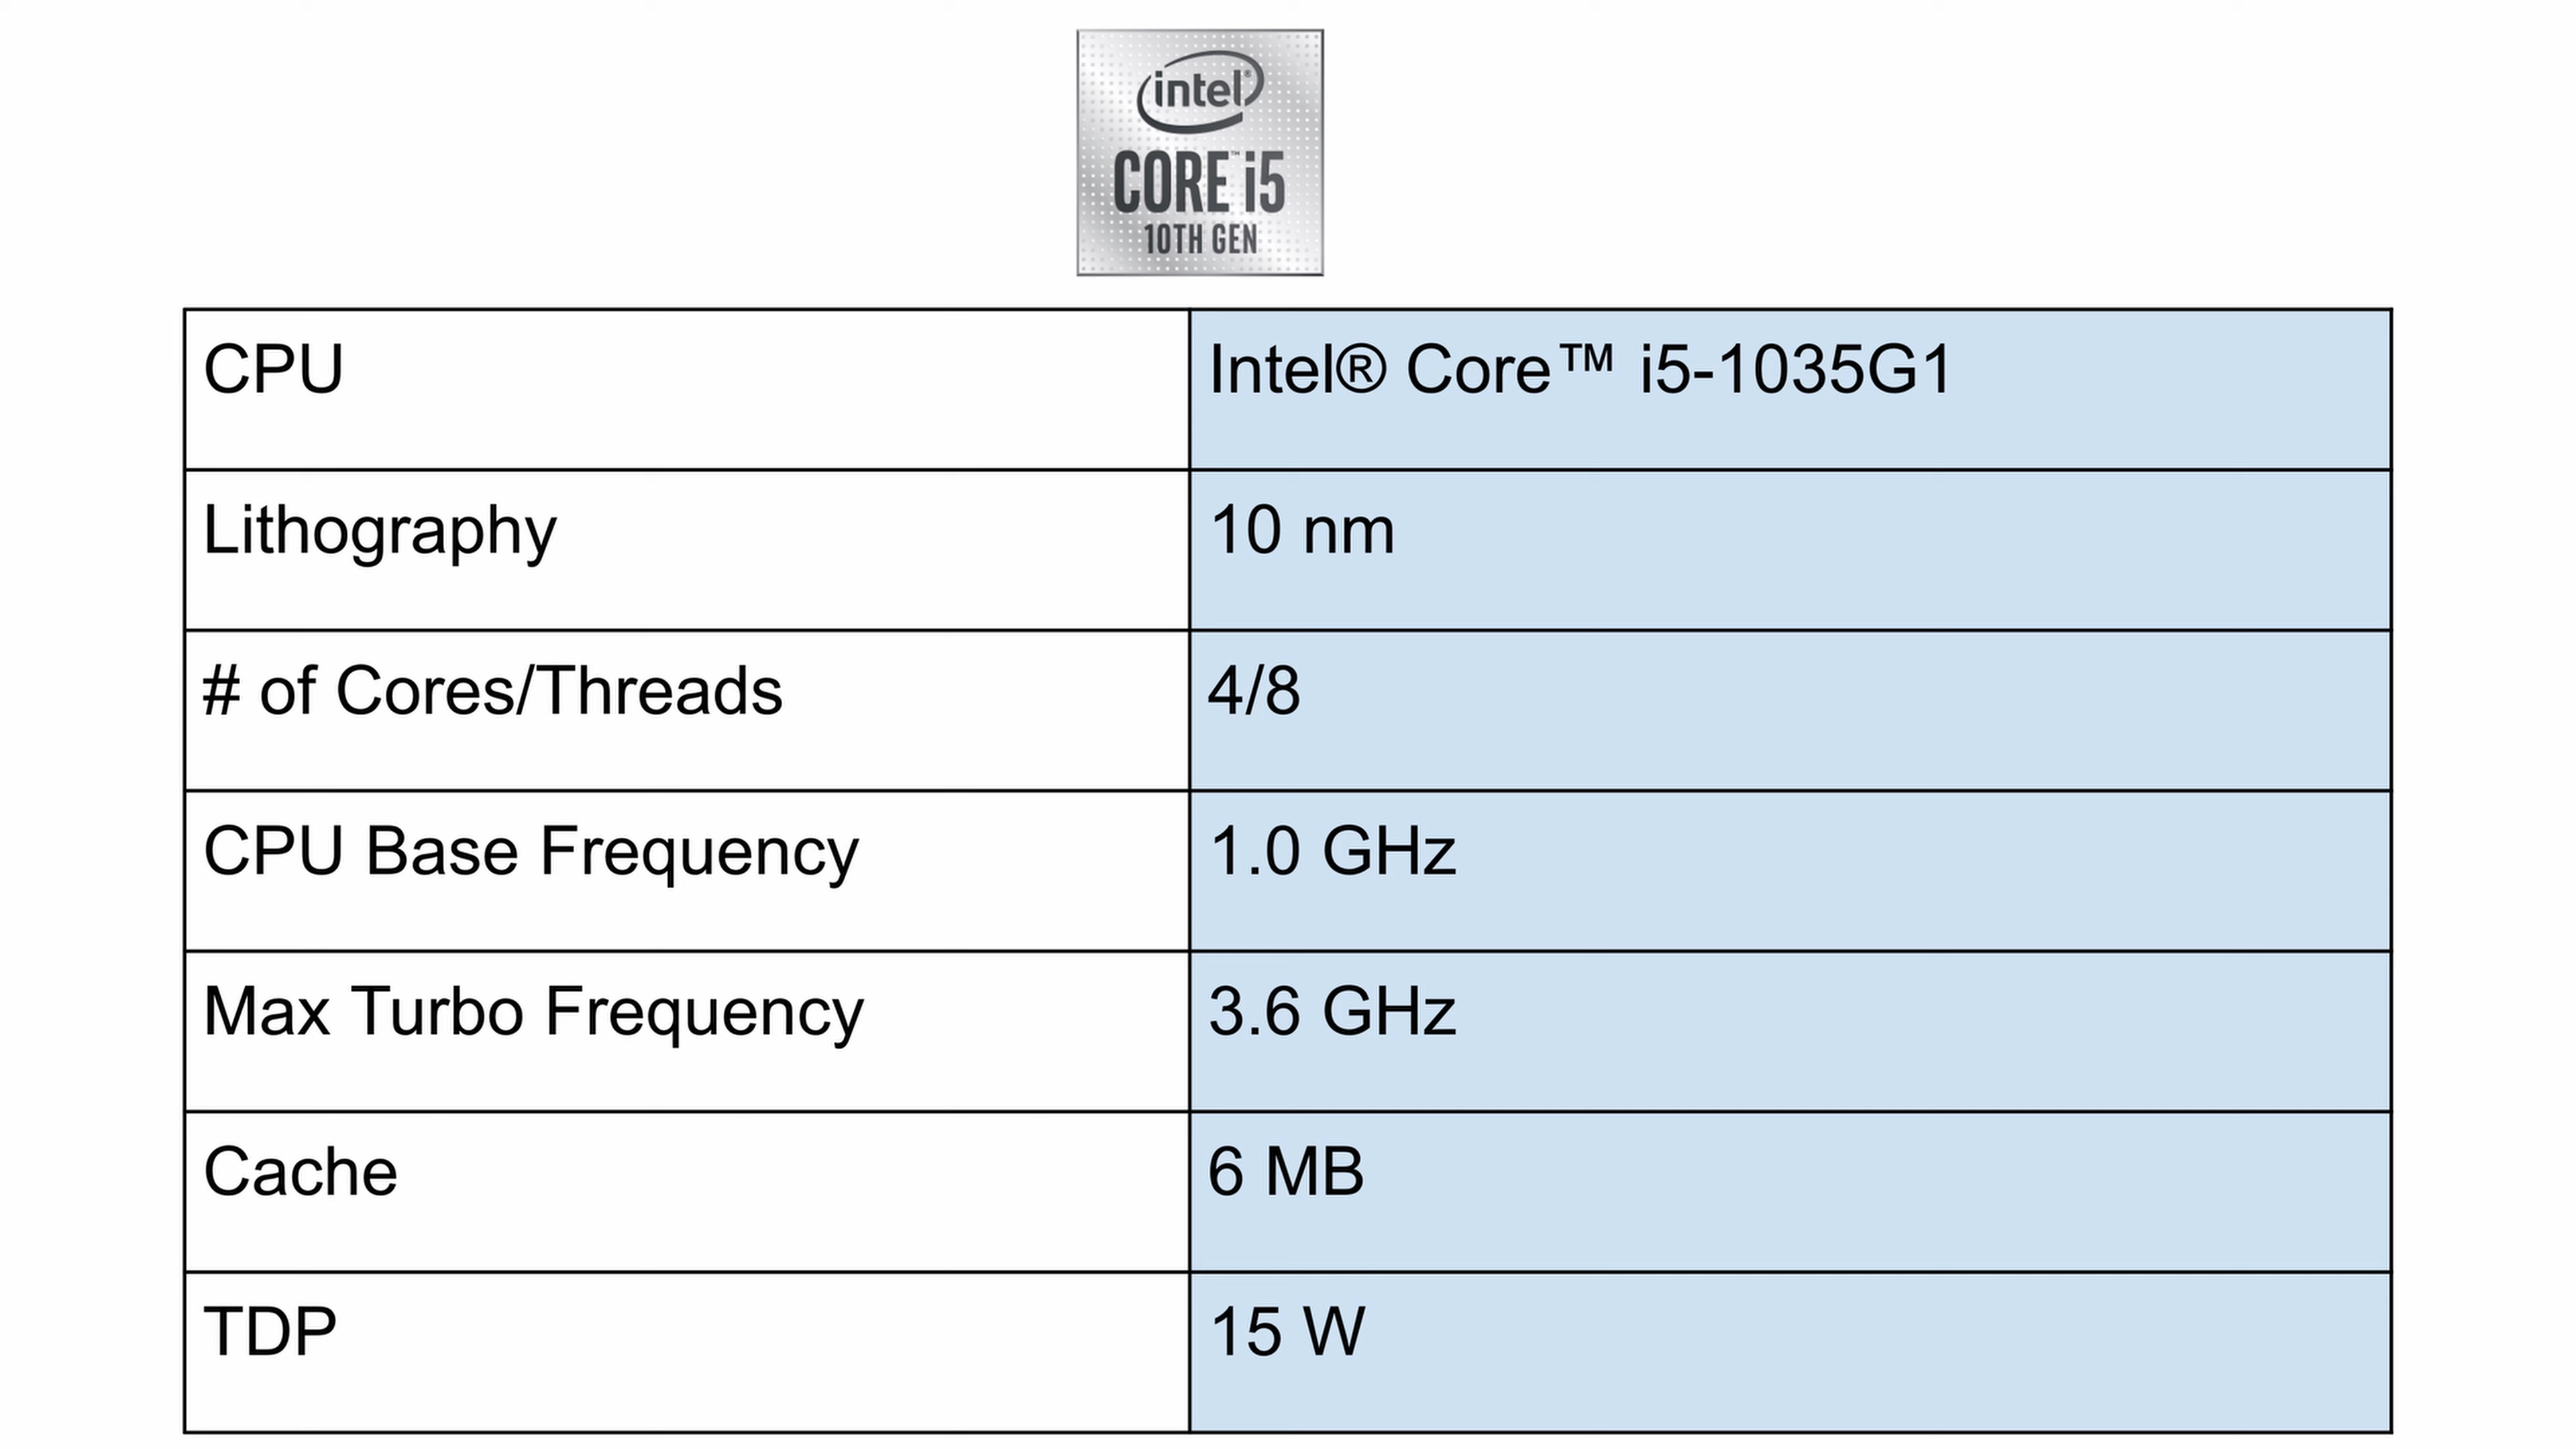 intel®
CORE™ i5
10TH GEN
CPU Intel® Core™ i5-1035G1
Lithography 10 nm
# of Cores/Threads 4/8
CPU Base Frequency 1.0 GHz
Max Turbo Frequency 3.6 GHz
Cache 6 MB
TDP 15 W